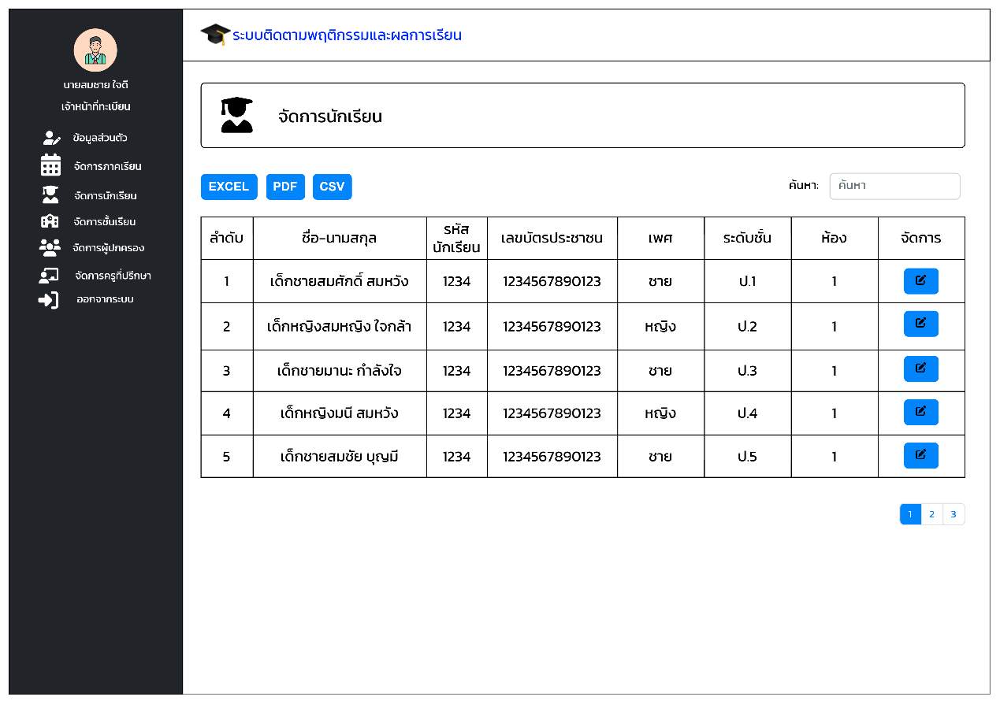 ระบบติดตามพฤติกรรมและผลการเรียน
นายสมชาย ใจดี
เจ้าหน้าที่ทะเบียน
ข้อมูลส่วนตัว
จัดการภาคเรียน
จัดการนักเรียน
จัดการชั้นเรียน
จัดการผู้ปกครอง
จัดการครูที่ปรึกษา
ออกจากระบบ
จัดการนักเรียน
EXCEL PDF CSV ค้นหา: ค้นหา
ลำดับ ชื่อ-นามสกุล รหัสนักเรียน เลขบัตรประชาชน เพศ ระดับชั้น ห้อง จัดการ
1 เด็กชายสมศักดิ์ สมหวัง 1234 1234567890123 ชาย ป.1 1
2 เด็กหญิงสมหญิง ใจกล้า 1234 1234567890123 หญิง ป.2 1
3 เด็กชายมานะ กำลังใจ 1234 1234567890123 ชาย ป.3 1
4 เด็กหญิงมนี สมหวัง 1234 1234567890123 หญิง ป.4 1
5 เด็กชายสมชัย บุญมี 1234 1234567890123 ชาย ป.5 1
1 2 3